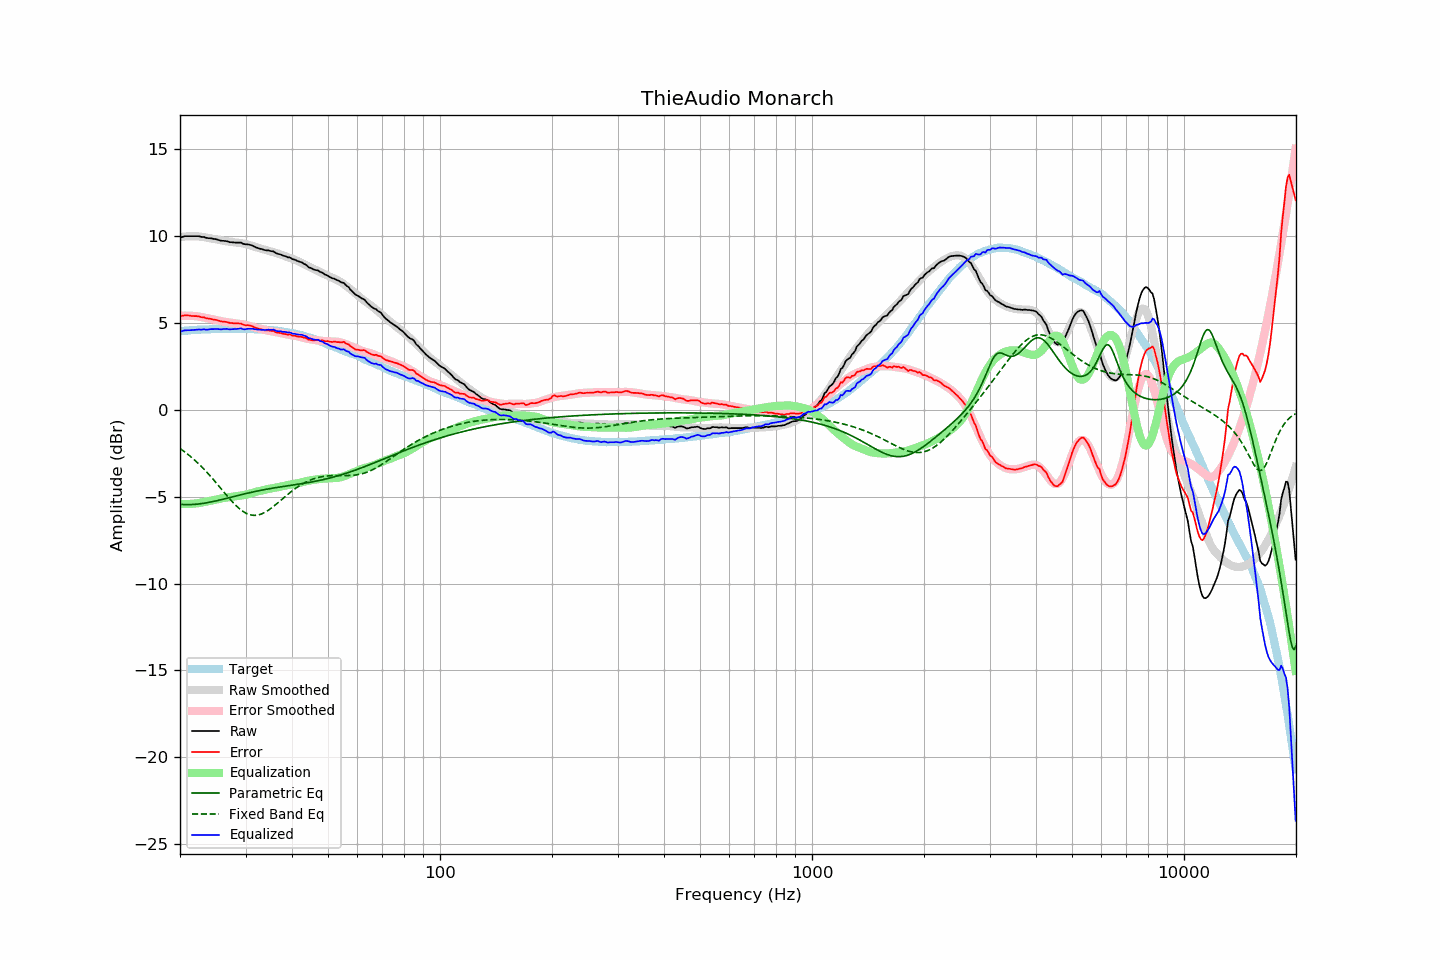 ThieAudio Monarch
15
10
5
0
−5
−10
−15
−20
−25
Amplitude (dBr)
Target
Raw Smoothed
Error Smoothed
Raw
Error
Equalization
Parametric Eq
Fixed Band Eq
Equalized
100
1000
10000
Frequency (Hz)